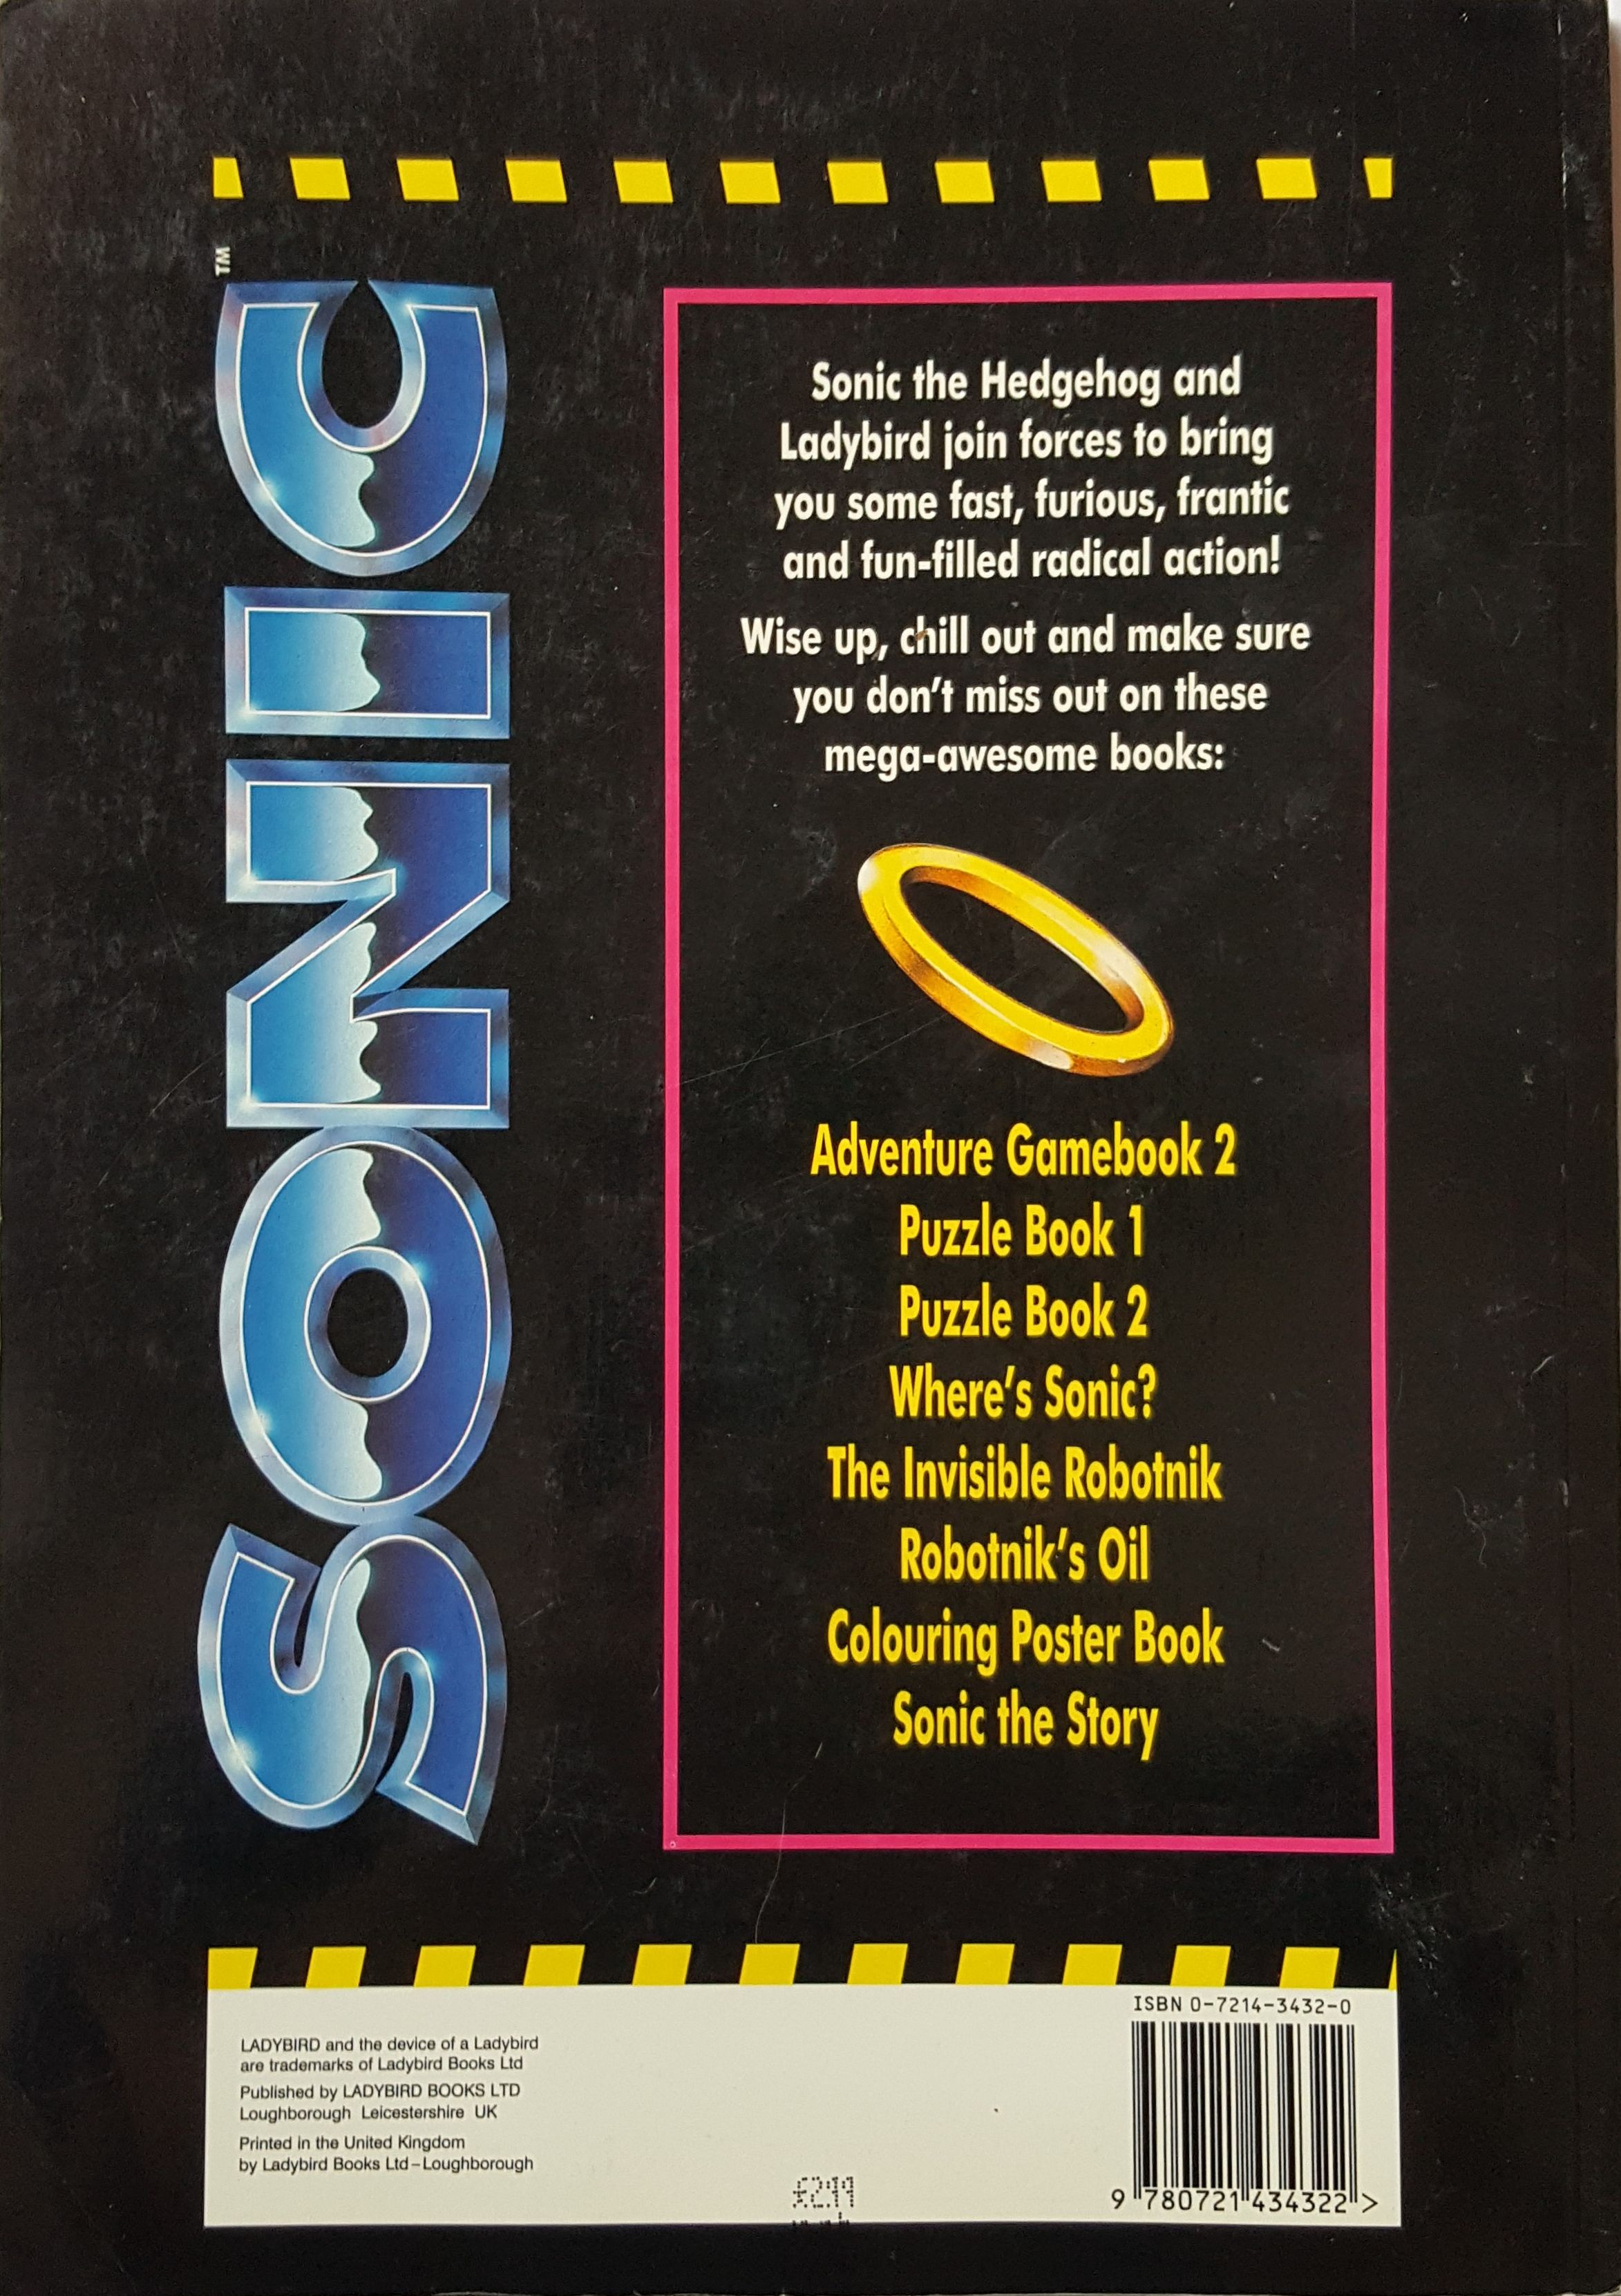 SONIC™
Sonic the Hedgehog and
Ladybird join forces to bring
you some fast, furious, frantic
and fun-filled radical action!
Wise up, chill out and make sure
you don't miss out on these
mega-awesome books:
Adventure Gamebook 2
Puzzle Book 1
Puzzle Book 2
Where's Sonic?
The Invisible Robotnik
Robotnik's Oil
Colouring Poster Book
Sonic the Story
LADYBIRD and the device of a Ladybird
are trademarks of Ladybird Books Ltd
Published by LADYBIRD BOOKS LTD
Loughborough Leicestershire UK
Printed in the United Kingdom
by Ladybird Books Ltd – Loughborough
£2.99
ISBN 0-7214-3432-0
9 780721 434322 >